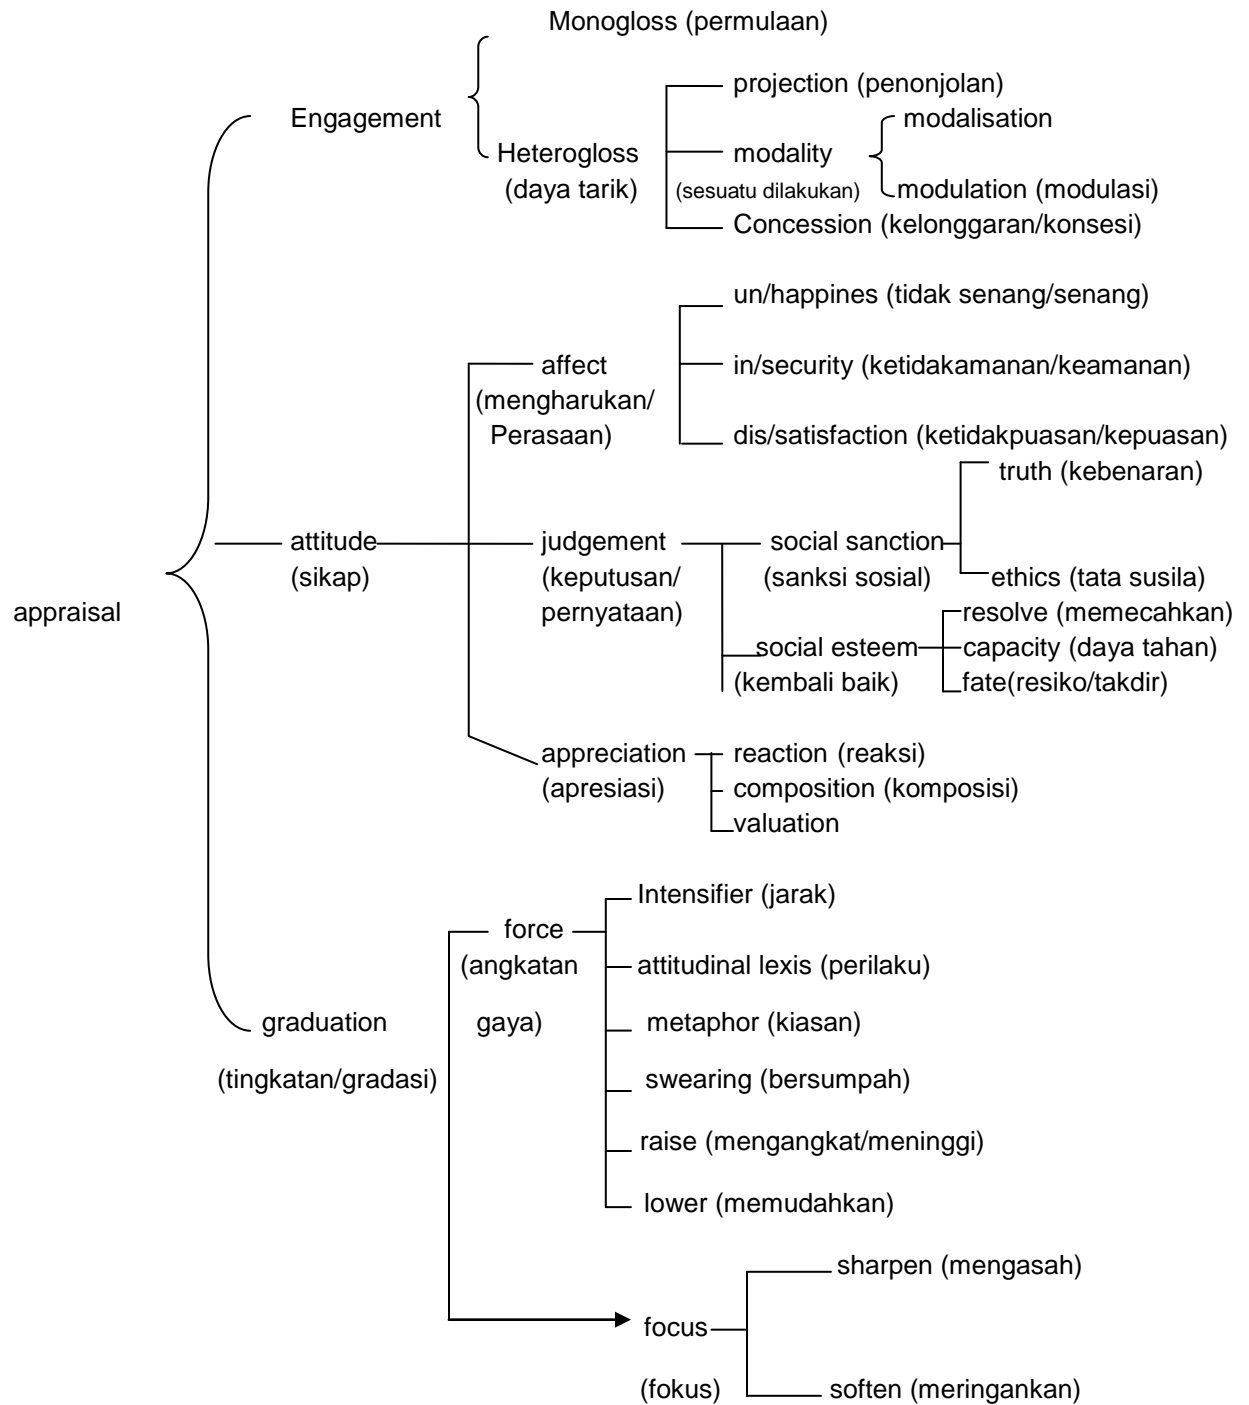 Monogloss (permulaan)
projection (penonjolan)
Engagement
modalisation
Heterogloss
modality
(daya tarik)
(sesuatu dilakukan)
modulation (modulasi)
Concession (kelonggaran/konsesi)
un/happines (tidak senang/senang)
affect
in/security (ketidakamanan/keamanan)
(mengharukan/
Perasaan)
dis/satisfaction (ketidakpuasan/kepuasan)
truth (kebenaran)
attitude
judgement
social sanction
(sikap)
(keputusan/
(sanksi sosial)
ethics (tata susila)
appraisal
pernyataan)
resolve (memecahkan)
social esteem
capacity (daya tahan)
(kembali baik)
fate(resiko/takdir)
appreciation
reaction (reaksi)
(apresiasi)
composition (komposisi)
valuation
Intensifier (jarak)
force
(angkatan
attitudinal lexis (perilaku)
graduation
gaya)
metaphor (kiasan)
(tingkatan/gradasi)
swearing (bersumpah)
raise (mengangkat/meninggi)
lower (memudahkan)
sharpen (mengasah)
focus
(fokus)
soften (meringankan)